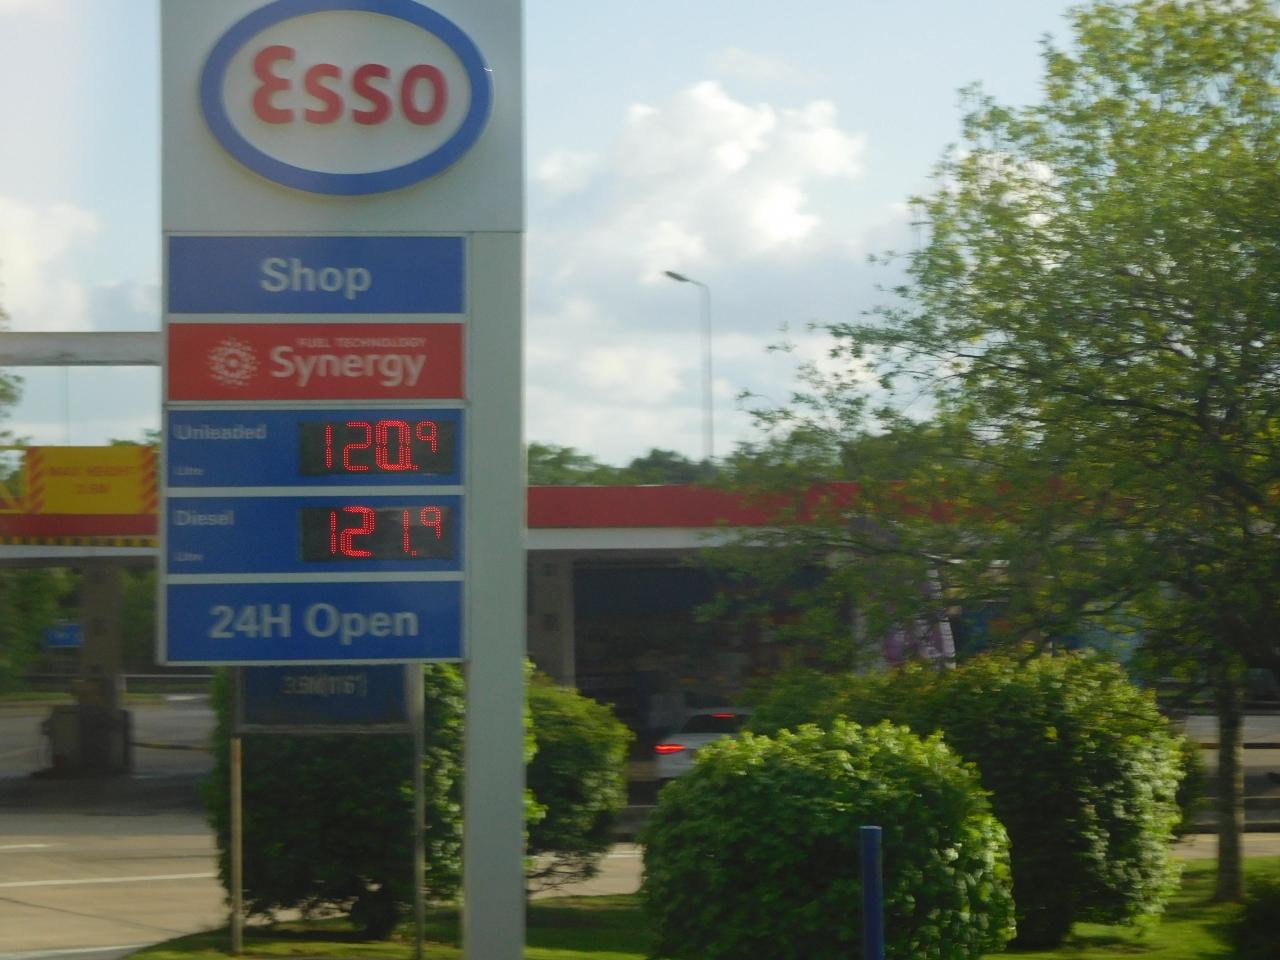 Esso
Shop
FUEL TECHNOLOGY
Synergy
Unleaded
120.9
Litre
Diesel
121.9
Litre
24H Open